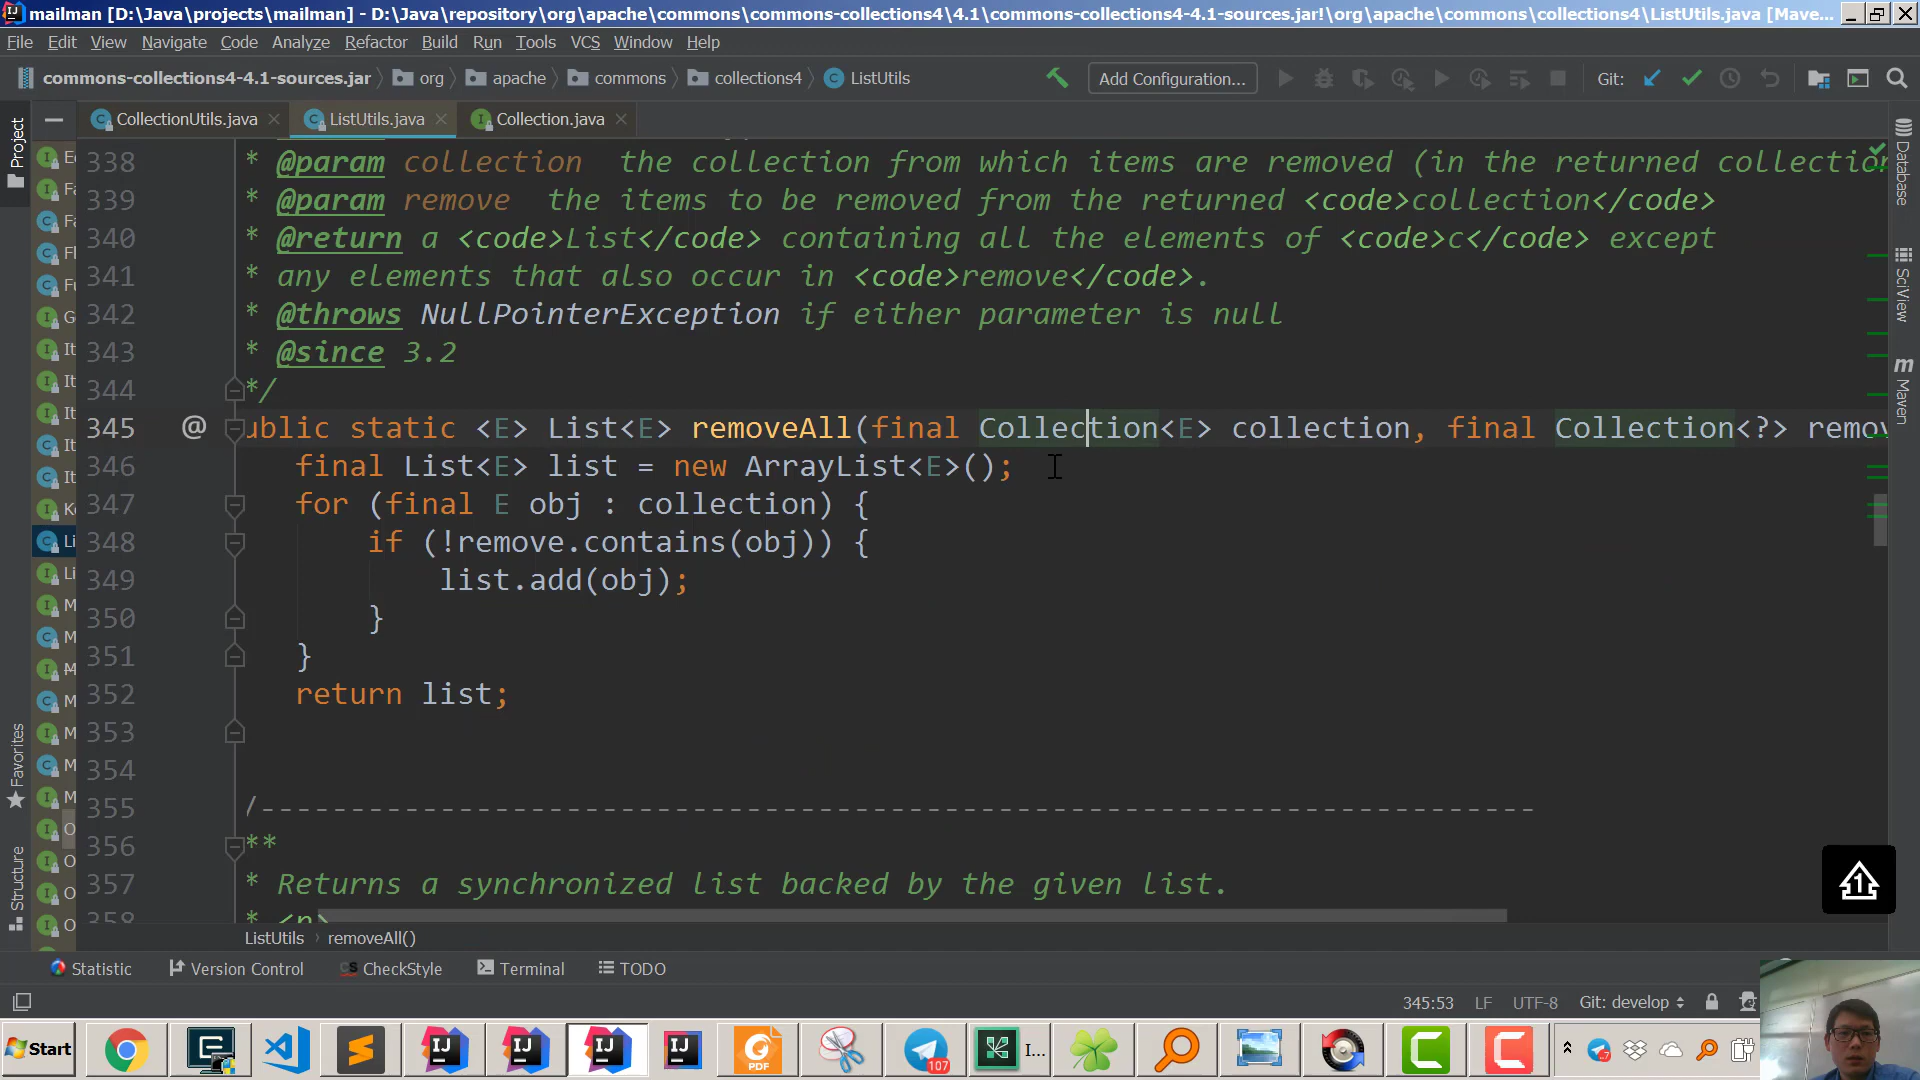 mailman [D:\Java\projects\mailman] - D:\Java\repository\org\apache\commons\commons-collections4\4.1\commons-collections4-4.1-sources.jar!\org\apache\commons\collections4\ListUtils.java [Mave...
File Edit View Navigate Code Analyze Refactor Build Run Tools VCS Window Help
commons-collections4-4.1-sources.jar org apache commons collections4 ListUtils Add Configuration... Git:
CollectionUtils.java ListUtils.java Collection.java
Project
Favorites
Structure
Database
SciView
Maven
338 * @param collection the collection from which items are removed (in the returned collection
339 * @param remove the items to be removed from the returned <code>collection</code>
340 * @return a <code>List</code> containing all the elements of <code>c</code> except
341 * any elements that also occur in <code>remove</code>.
342 * @throws NullPointerException if either parameter is null
343 * @since 3.2
344 */
345 @ ublic static <E> List<E> removeAll(final Collection<E> collection, final Collection<?> remov
346 final List<E> list = new ArrayList<E>();
347 for (final E obj : collection) {
348 if (!remove.contains(obj)) {
349 list.add(obj);
350 }
351 }
352 return list;
353
354
355 /-----------------------------------------------------------------------
356 **
357 * Returns a synchronized list backed by the given list.
358 * <p>
ListUtils removeAll()
Statistic Version Control CheckStyle Terminal TODO
345:53 LF UTF-8 Git: develop
Start I... 107